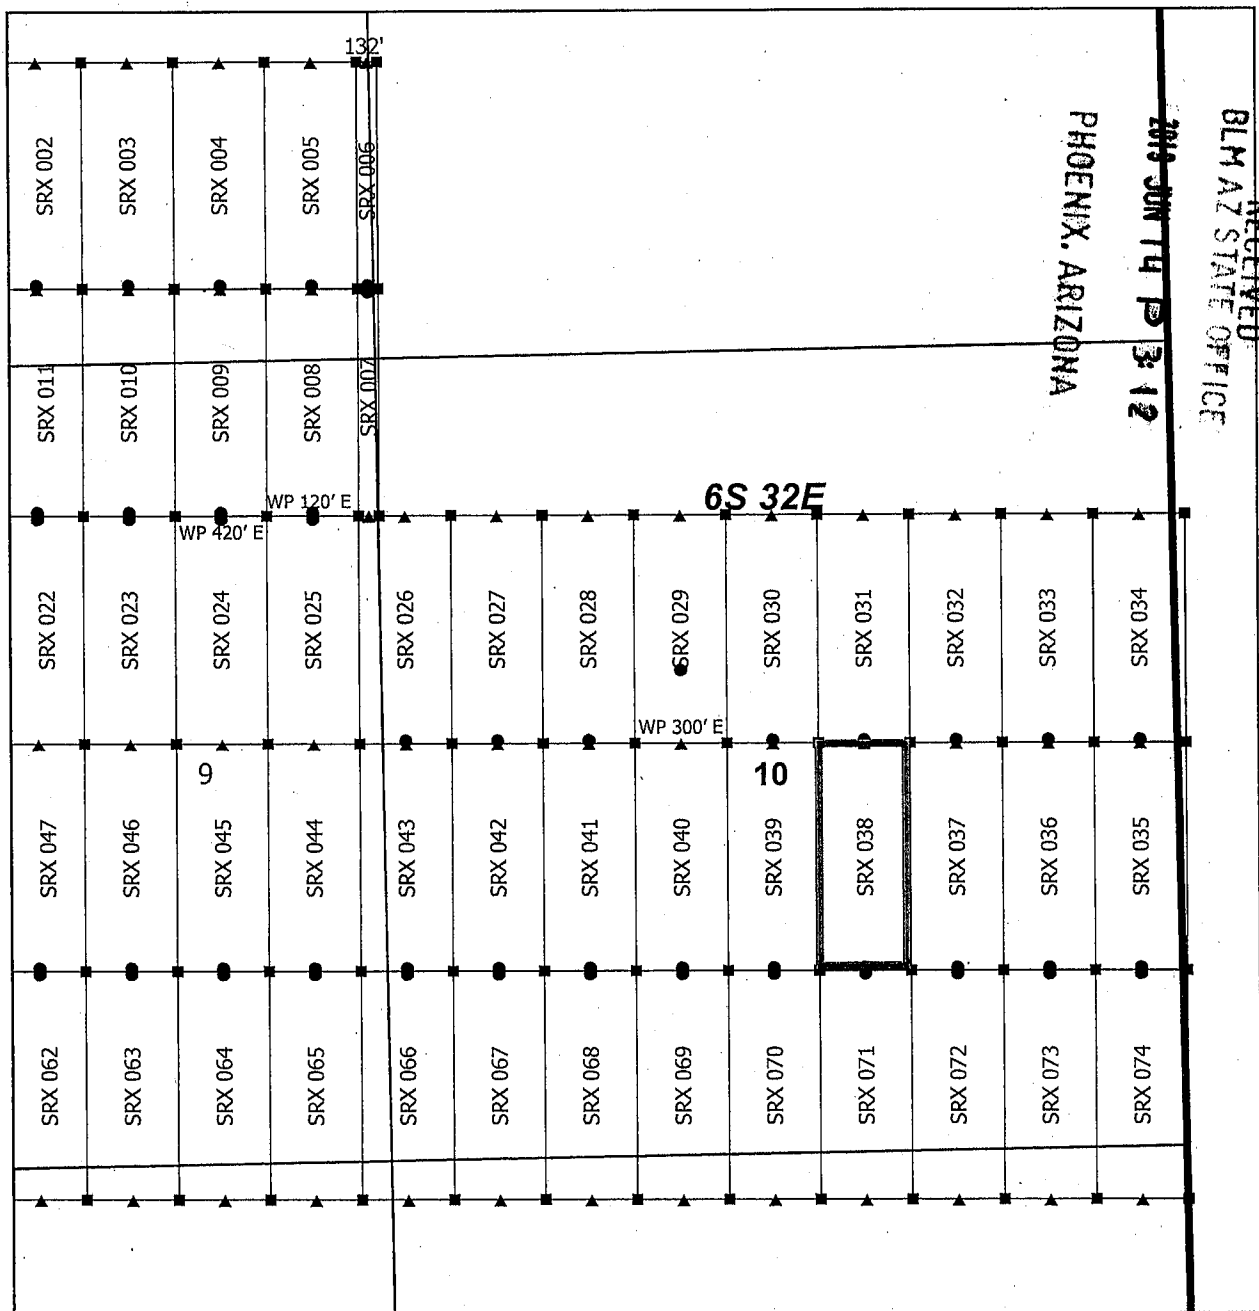 132'
SRX 002
SRX 003
SRX 004
SRX 005
SRX 006
RECEIVED
BLM AZ STATE OFFICE
2019 JUN 14 P 3:12
PHOENIX, ARIZONA
SRX 011
SRX 010
SRX 009
SRX 008
SRX 007
WP 120' E
WP 420' E
6S 32E
SRX 022
SRX 023
SRX 024
SRX 025
SRX 026
SRX 027
SRX 028
SRX 029
SRX 030
SRX 031
SRX 032
SRX 033
SRX 034
WP 300' E
9
10
SRX 047
SRX 046
SRX 045
SRX 044
SRX 043
SRX 042
SRX 041
SRX 040
SRX 039
SRX 038
SRX 037
SRX 036
SRX 035
SRX 062
SRX 063
SRX 064
SRX 065
SRX 066
SRX 067
SRX 068
SRX 069
SRX 070
SRX 071
SRX 072
SRX 073
SRX 074